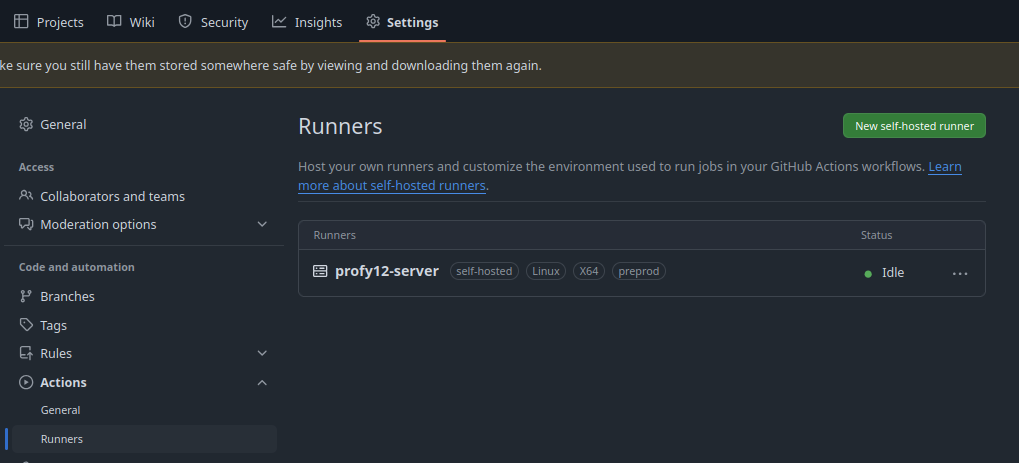 Projects
Wiki
Security
Insights
Settings
ke sure you still have them stored somewhere safe by viewing and downloading them again.
General
Access
Collaborators and teams
Moderation options
Code and automation
Branches
Tags
Rules
Actions
General
Runners
Runners
New self-hosted runner
Host your own runners and customize the environment used to run jobs in your GitHub Actions workflows. Learn
more about self-hosted runners.
Runners
Status
profy12-server
self-hosted
Linux
X64
preprod
Idle